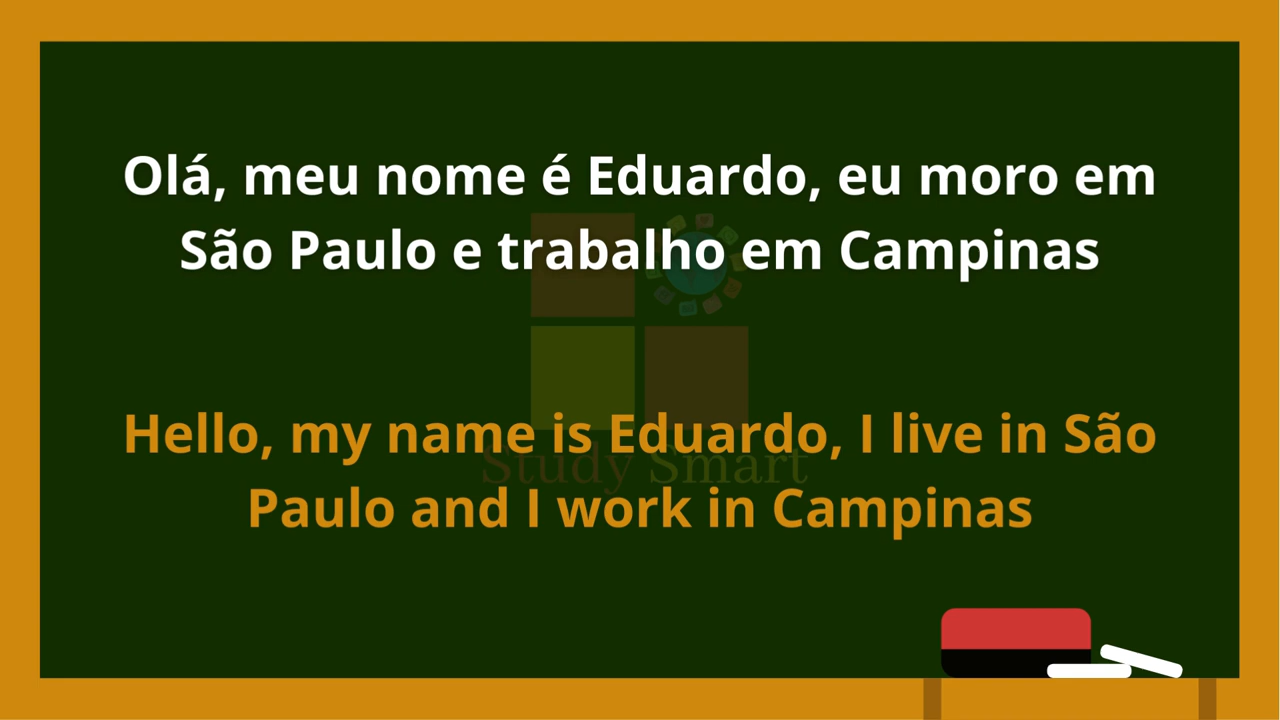 Olá, meu nome é Eduardo, eu moro em
São Paulo e trabalho em Campinas
Hello, my name is Eduardo, I live in São
Paulo and I work in Campinas
Study Smart